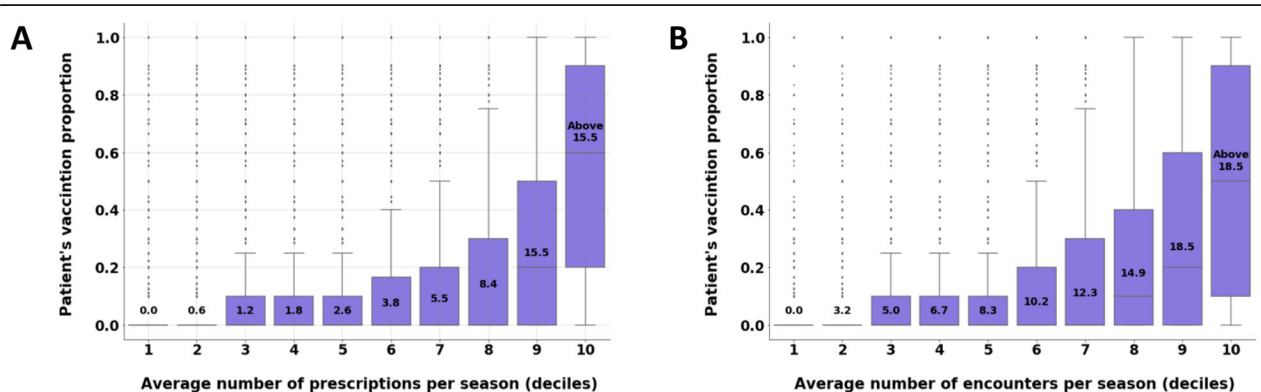 A
Patient's vaccintion proportion
1.0
0.8
0.6
0.4
0.2
0.0
0.0 0.6 1.2 1.8 2.6 3.8 5.5 8.4 15.5 Above 15.5
1 2 3 4 5 6 7 8 9 10
Average number of prescriptions per season (deciles)
B
Patient's vaccination proportion
1.0
0.8
0.6
0.4
0.2
0.0
0.0 3.2 5.0 6.7 8.3 10.2 12.3 14.9 18.5 Above 18.5
1 2 3 4 5 6 7 8 9 10
Average number of encounters per season (deciles)